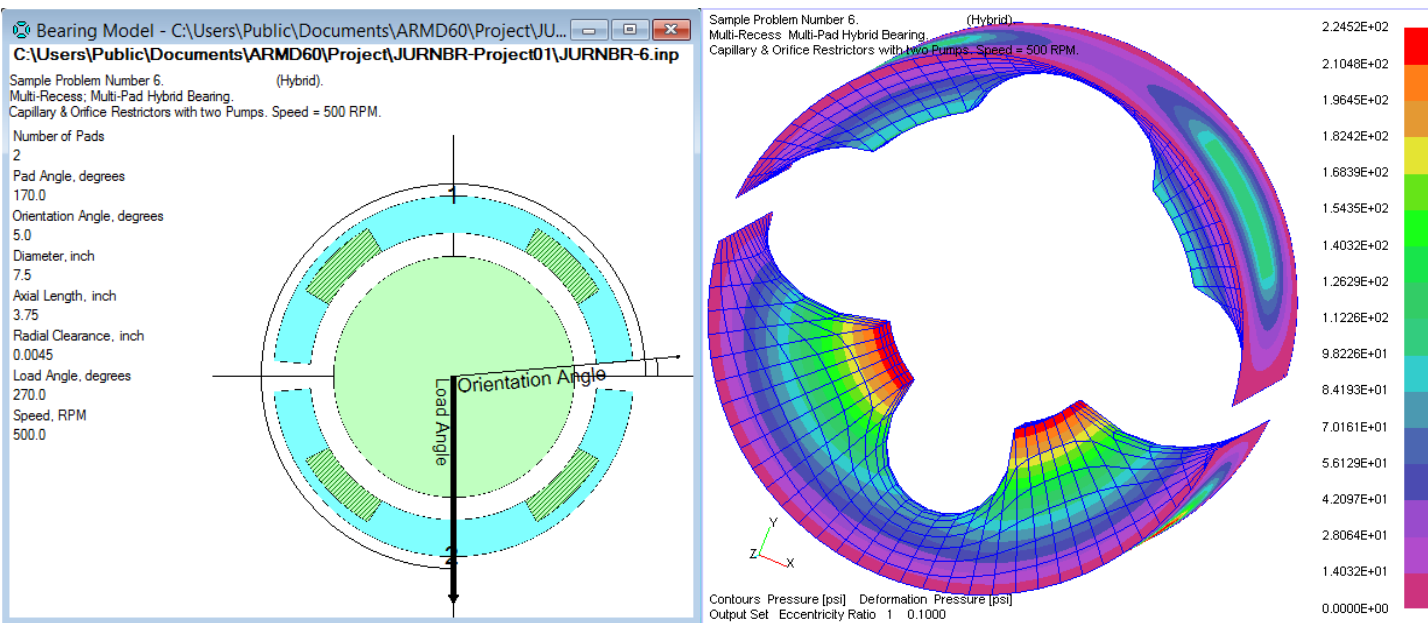 Bearing Model - C:\Users\Public\Documents\ARMD60\Project\JU...
C:\Users\Public\Documents\ARMD60\Project\JURNBR-Project01\JURNBR-6.inp
Sample Problem Number 6. (Hybrid).
Multi-Recess; Multi-Pad Hybrid Bearing.
Capillary & Orifice Restrictors with two Pumps. Speed = 500 RPM.
Number of Pads
2
Pad Angle, degrees
170.0
Orientation Angle, degrees
5.0
Diameter, inch
7.5
Axial Length, inch
3.75
Radial Clearance, inch
0.0045
Load Angle, degrees
270.0
Speed, RPM
500.0
1
Orientation Angle
Load Angle
2
Sample Problem Number 6. (Hybrid).
Multi-Recess Multi-Pad Hybrid Bearing.
Capillary & Orifice Restrictors with two Pumps. Speed = 500 RPM.
2.2452E+02
2.1048E+02
1.9645E+02
1.8242E+02
1.6839E+02
1.5435E+02
1.4032E+02
1.2629E+02
1.1226E+02
9.8226E+01
8.4193E+01
7.0161E+01
5.6129E+01
4.2097E+01
2.8064E+01
1.4032E+01
0.0000E+00
Y
Z
X
Contours Pressure [psi] Deformation Pressure [psi]
Output Set Eccentricity Ratio 1 0.1000